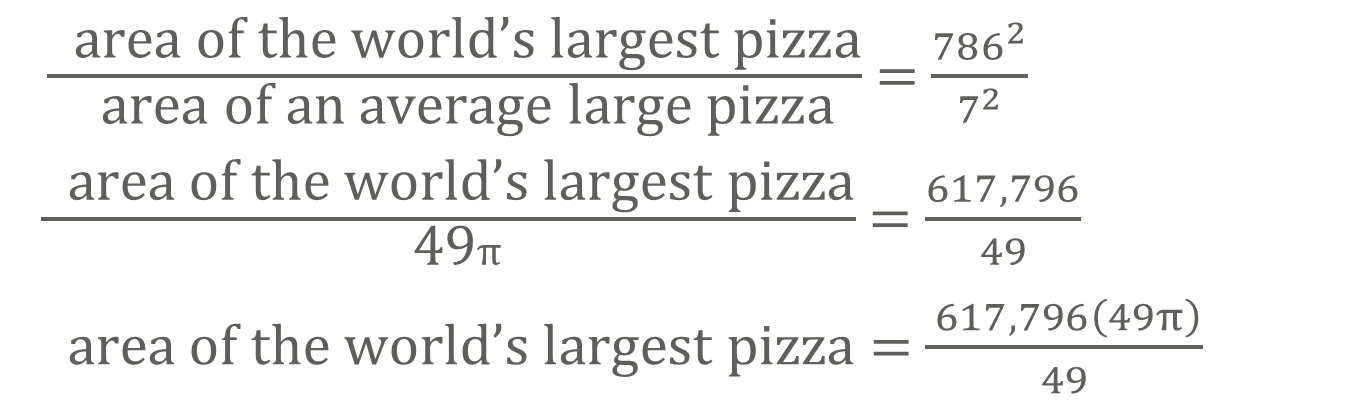 area of the world’s largest pizza / area of an average large pizza = 786² / 7²
area of the world’s largest pizza / 49π = 617,796 / 49
area of the world’s largest pizza = 617,796(49π) / 49